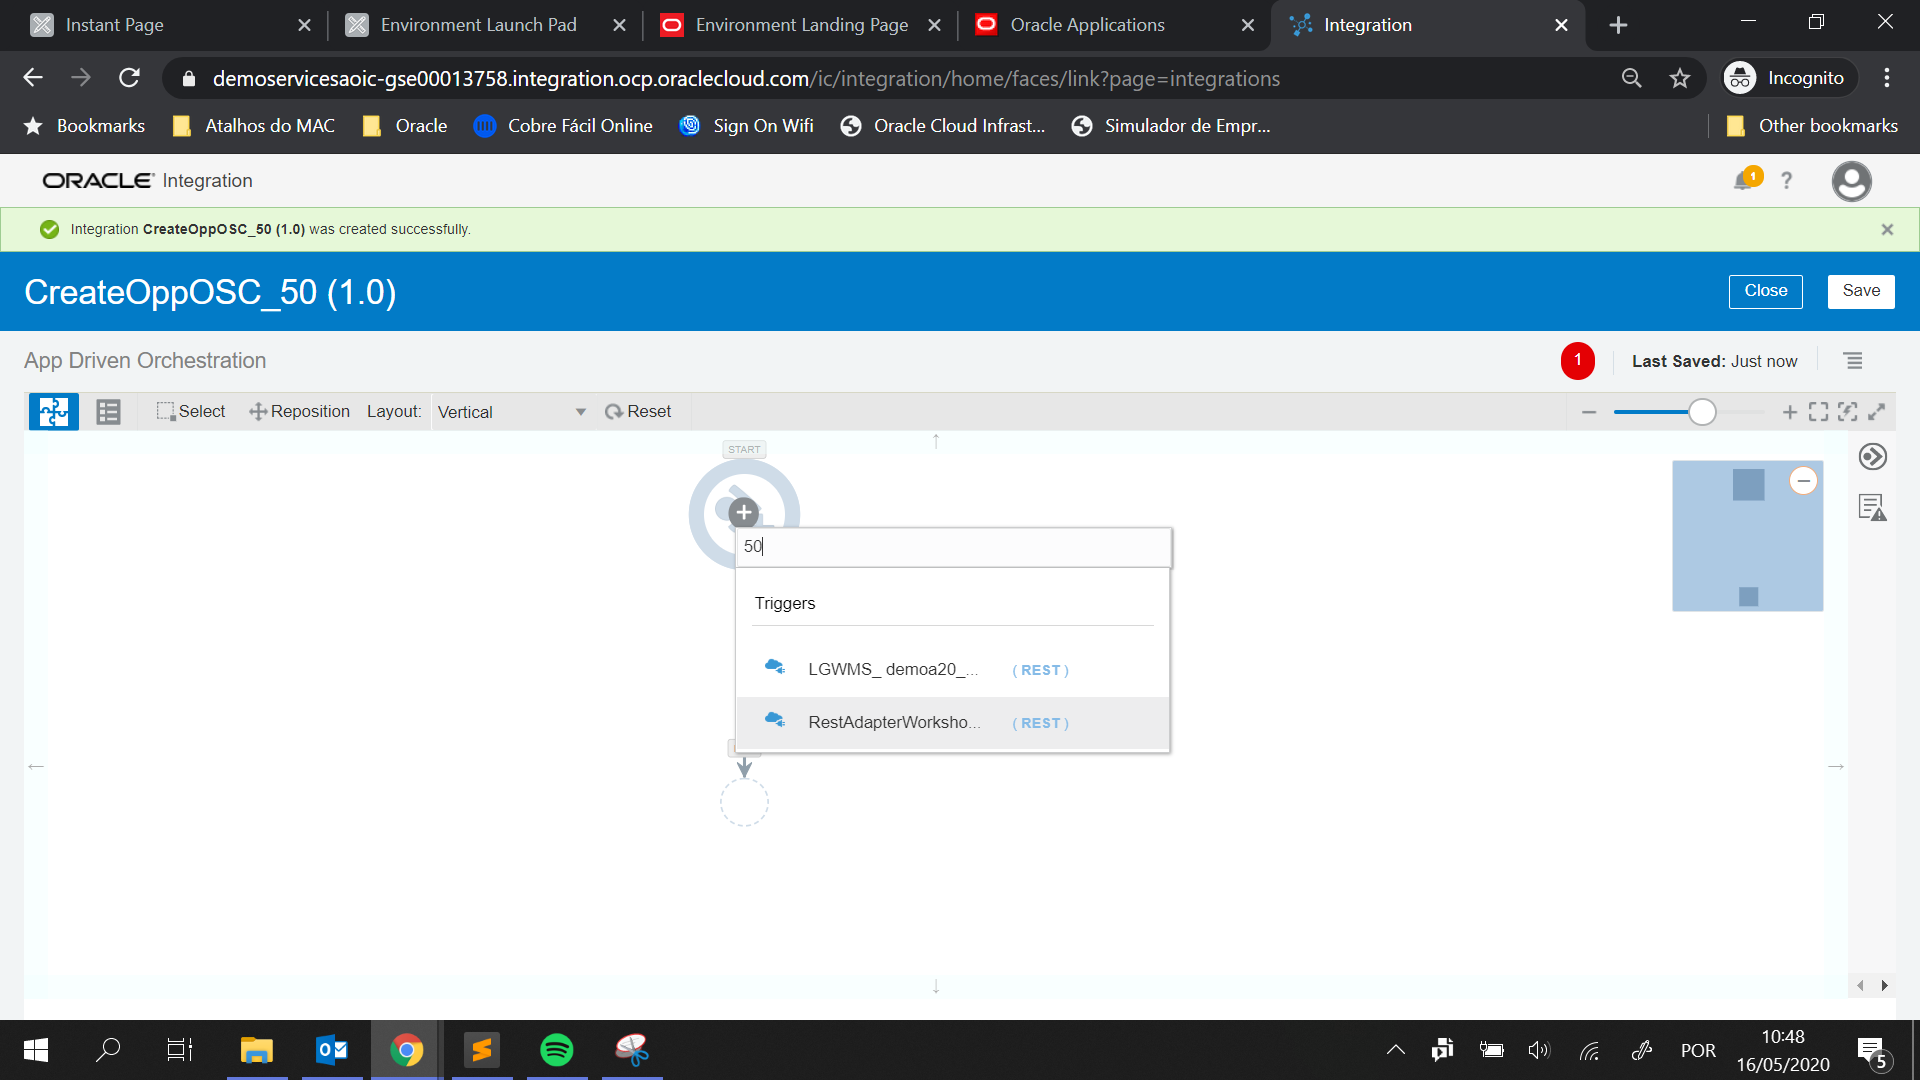 Instant Page
Environment Launch Pad
Environment Landing Page
Oracle Applications
Integration
demoservicesaoic-gse00013758.integration.ocp.oraclecloud.com/ic/integration/home/faces/link?page=integrations
Incognito
Bookmarks
Atalhos do MAC
Oracle
Cobre Fácil Online
Sign On Wifi
Oracle Cloud Infrast...
Simulador de Empr...
Other bookmarks
ORACLE Integration
1
?
Integration CreateOppOSC_50 (1.0) was created successfully.
CreateOppOSC_50 (1.0)
Close
Save
App Driven Orchestration
1
Last Saved: Just now
Select
Reposition
Layout:
Vertical
Reset
START
50
Triggers
LGWMS_ demoa20_...
( REST )
RestAdapterWorksho...
( REST )
POR
10:48
16/05/2020
5